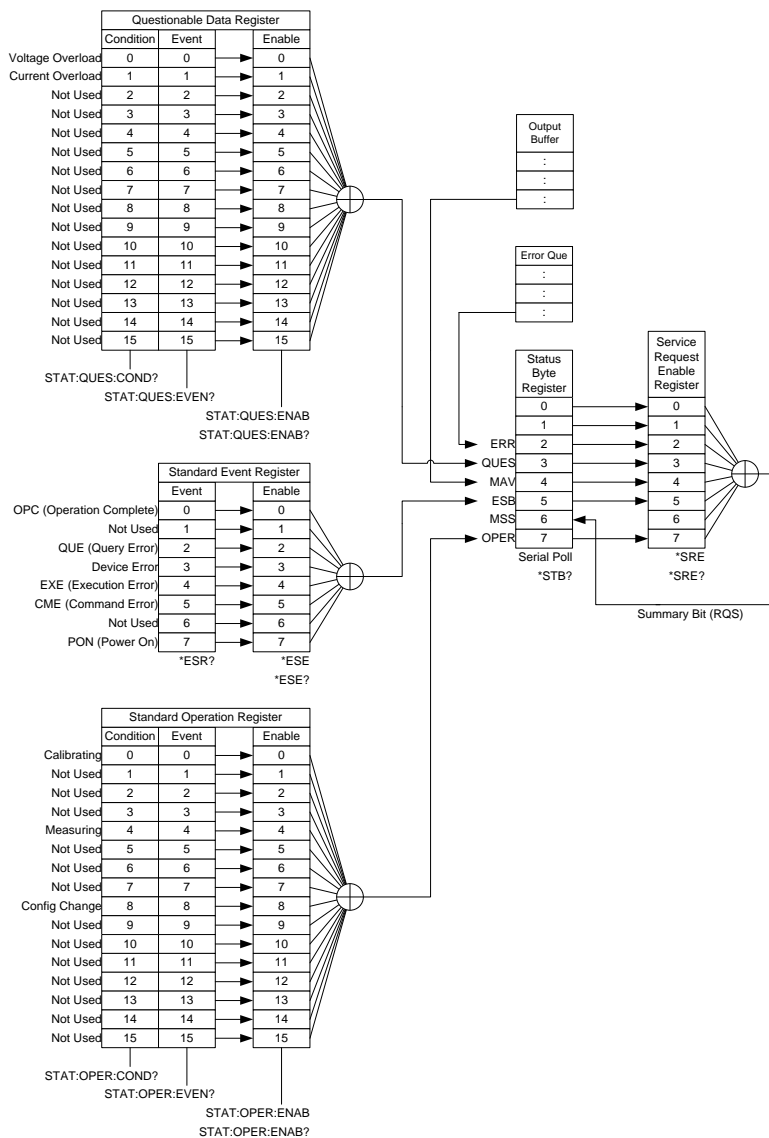 Questionable Data Register
Condition Event Enable
Voltage Overload 0 0 0
Current Overload 1 1 1
Not Used 2 2 2
Not Used 3 3 3
Not Used 4 4 4
Not Used 5 5 5
Not Used 6 6 6
Not Used 7 7 7
Not Used 8 8 8
Not Used 9 9 9
Not Used 10 10 10
Not Used 11 11 11
Not Used 12 12 12
Not Used 13 13 13
Not Used 14 14 14
Not Used 15 15 15
STAT:QUES:COND?
STAT:QUES:EVEN?
STAT:QUES:ENAB
STAT:QUES:ENAB?
Output
Buffer
:
:
:
Error Que
:
:
:
Status
Byte
Register
0
1
ERR 2
QUES 3
MAV 4
ESB 5
MSS 6
OPER 7
Serial Poll
*STB?
Service
Request
Enable
Register
0
1
2
3
4
5
6
7
*SRE
*SRE?
Summary Bit (RQS)
Standard Event Register
Event Enable
OPC (Operation Complete) 0 0
Not Used 1 1
QUE (Query Error) 2 2
Device Error 3 3
EXE (Execution Error) 4 4
CME (Command Error) 5 5
Not Used 6 6
PON (Power On) 7 7
*ESR? *ESE
*ESE?
Standard Operation Register
Condition Event Enable
Calibrating 0 0 0
Not Used 1 1 1
Not Used 2 2 2
Not Used 3 3 3
Measuring 4 4 4
Not Used 5 5 5
Not Used 6 6 6
Not Used 7 7 7
Config Change 8 8 8
Not Used 9 9 9
Not Used 10 10 10
Not Used 11 11 11
Not Used 12 12 12
Not Used 13 13 13
Not Used 14 14 14
Not Used 15 15 15
STAT:OPER:COND?
STAT:OPER:EVEN?
STAT:OPER:ENAB
STAT:OPER:ENAB?